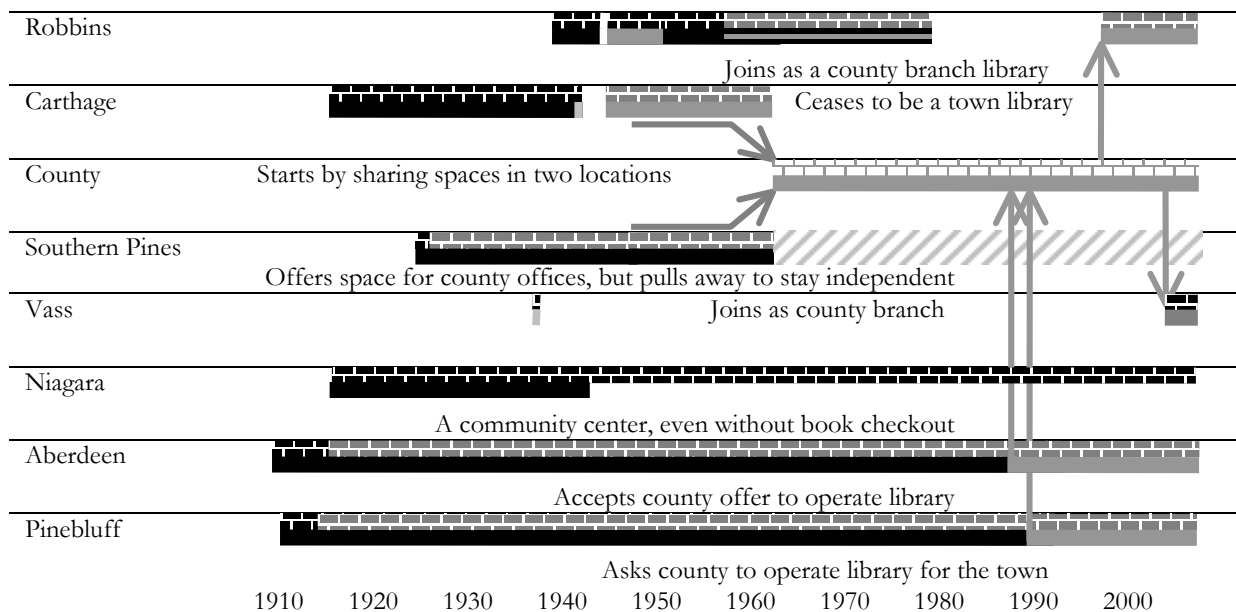 Robbins
Joins as a county branch library
Carthage
Ceases to be a town library
County
Starts by sharing spaces in two locations
Southern Pines
Offers space for county offices, but pulls away to stay independent
Vass
Joins as county branch
Niagara
A community center, even without book checkout
Aberdeen
Accepts county offer to operate library
Pinebluff
Asks county to operate library for the town
1910 1920 1930 1940 1950 1960 1970 1980 1990 2000